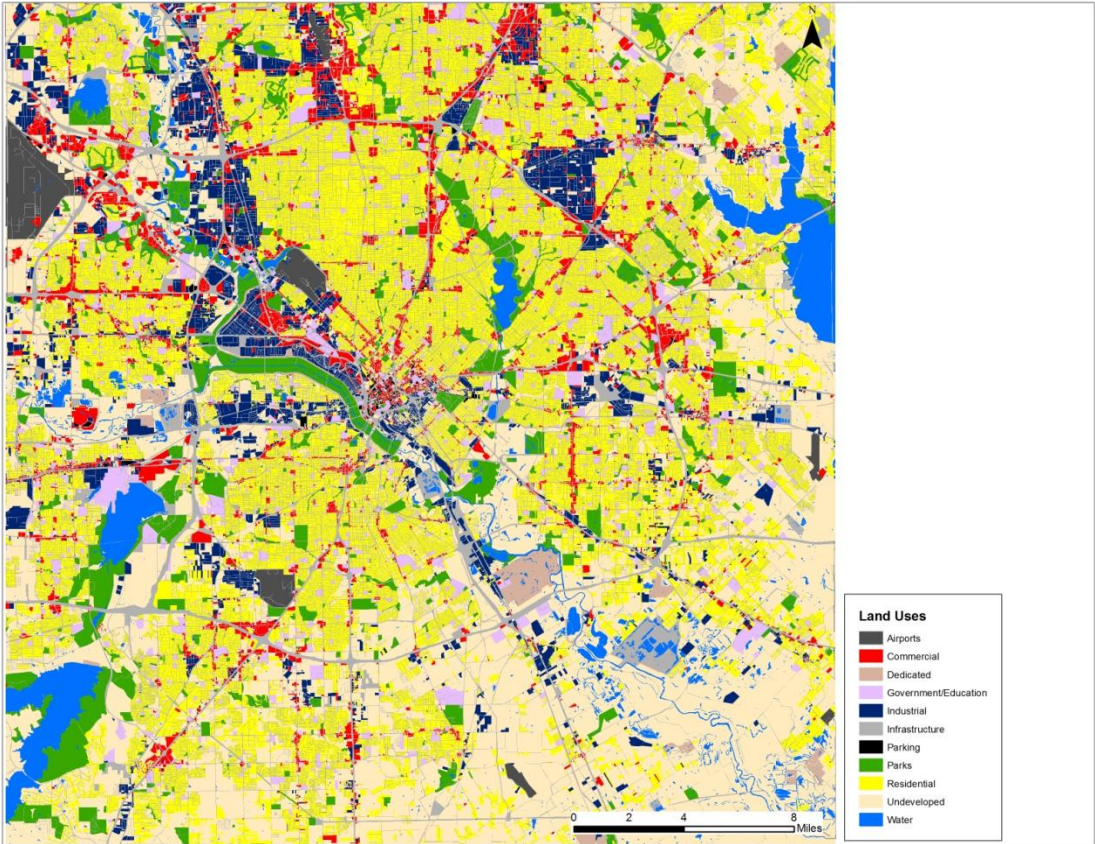 N
Land Uses
Airports
Commercial
Dedicated
Government/Education
Industrial
Infrastructure
Parking
Parks
Residential
Undeveloped
Water
0 2 4 8
Miles